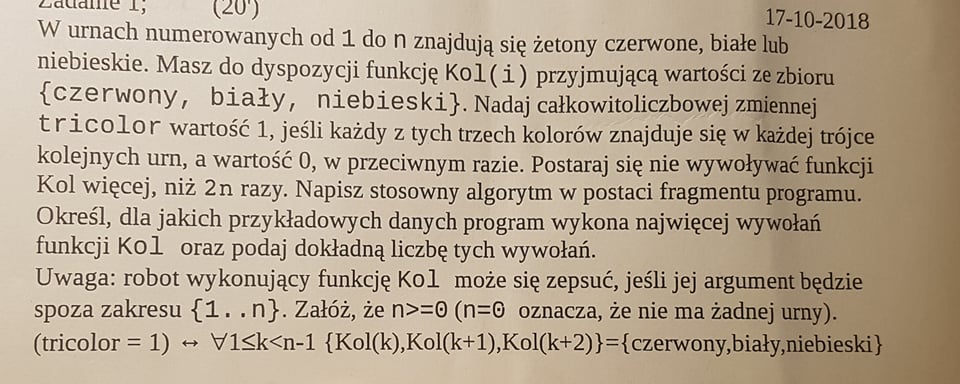 Zadanie 1; (20')
17-10-2018
W urnach numerowanych od 1 do n znajdują się żetony czerwone, białe lub
niebieskie. Masz do dyspozycji funkcję Kol(i) przyjmującą wartości ze zbioru
{czerwony, biały, niebieski}. Nadaj całkowitoliczbowej zmiennej
tricolor wartość 1, jeśli każdy z tych trzech kolorów znajduje się w każdej trójce
kolejnych urn, a wartość 0, w przeciwnym razie. Postaraj się nie wywoływać funkcji
Kol więcej, niż 2n razy. Napisz stosowny algorytm w postaci fragmentu programu.
Określ, dla jakich przykładowych danych program wykona najwięcej wywołań
funkcji Kol oraz podaj dokładną liczbę tych wywołań.
Uwaga: robot wykonujący funkcję Kol może się zepsuć, jeśli jej argument będzie
spoza zakresu {1..n}. Załóż, że n>=0 (n=0 oznacza, że nie ma żadnej urny).
(tricolor = 1) ↔ ∀1≤k<n-1 {Kol(k),Kol(k+1),Kol(k+2)}={czerwony,biały,niebieski}